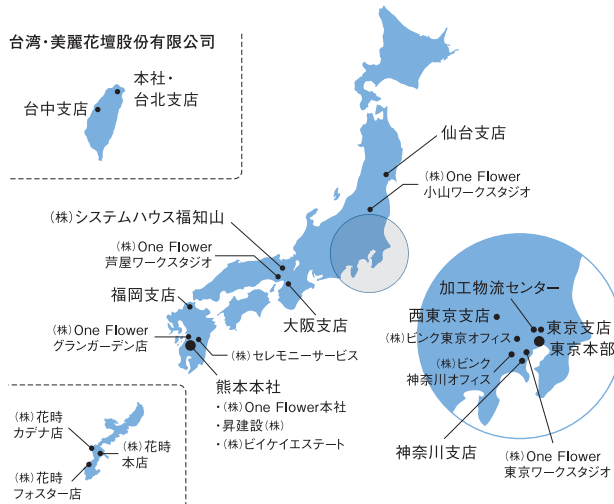 台湾・美麗花壇股份有限公司
本社・
台北支店
台中支店
仙台支店
(株)One Flower
小山ワークスタジオ
(株)システムハウス福知山
(株)One Flower
芦屋ワークスタジオ
福岡支店
大阪支店
(株)One Flower
グランガーデン店
(株)セレモニーサービス
熊本本社
・(株)One Flower本社
・昇建設(株)
・(株)ビイケイエステート
加工物流センター
西東京支店
東京支店
東京本部
(株)ビンク東京オフィス
(株)ビンク
神奈川オフィス
神奈川支店
(株)One Flower
東京ワークスタジオ
(株)花時
カデナ店
(株)花時
本店
(株)花時
フォスター店